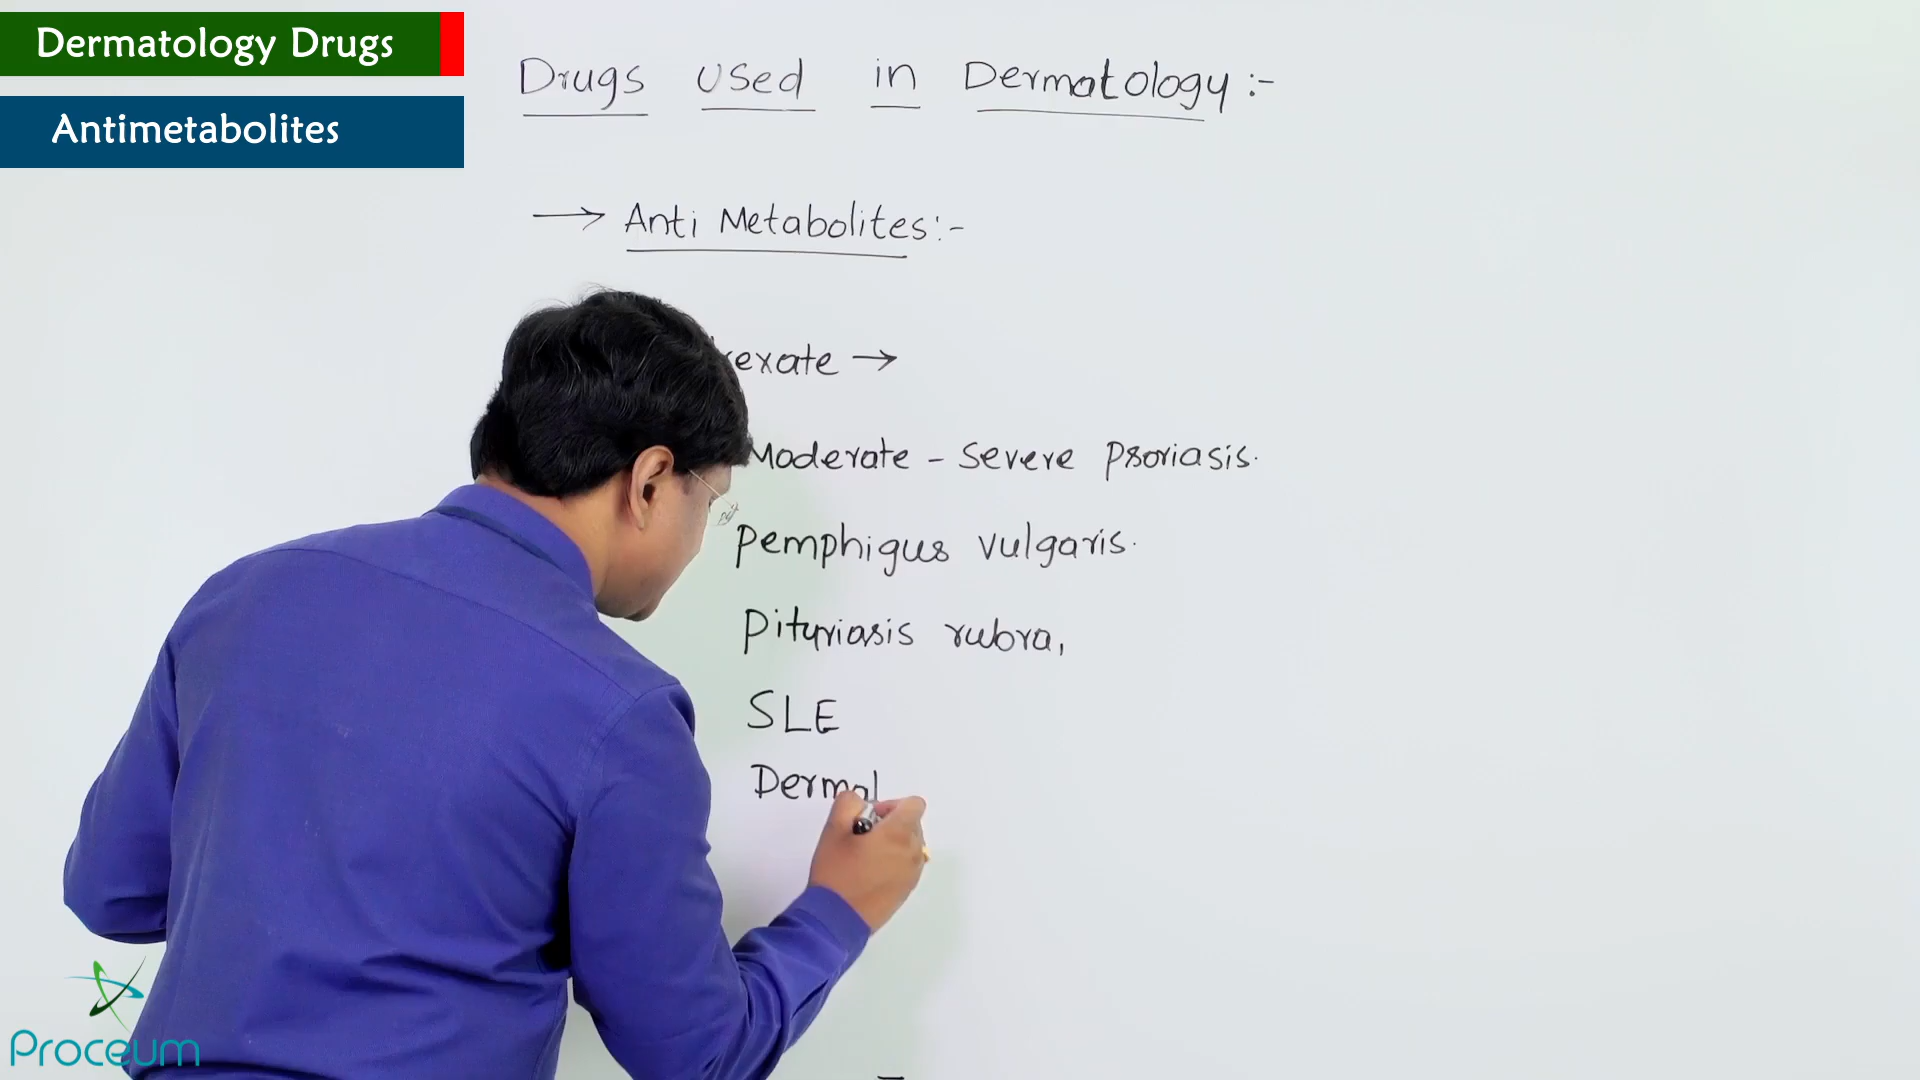 Dermatology Drugs
Antimetabolites
Drugs used in Dermatology:-
→ Anti Metabolites:-
exate →
Moderate - Severe Psoriasis.
Pemphigus vulgaris.
Pityriasis rubra,
SLE
Dermat
Proceum